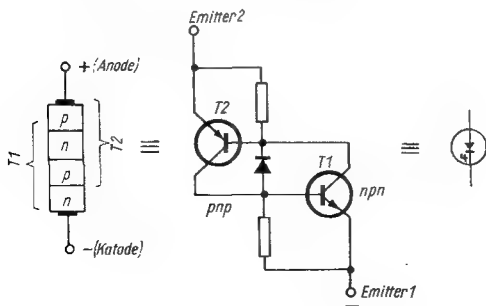 Emitter2
+(Anode)
T2
p
n
p
n
T1
T2
≡
T1
npn
pnp
≡
−(Katode)
Emitter1